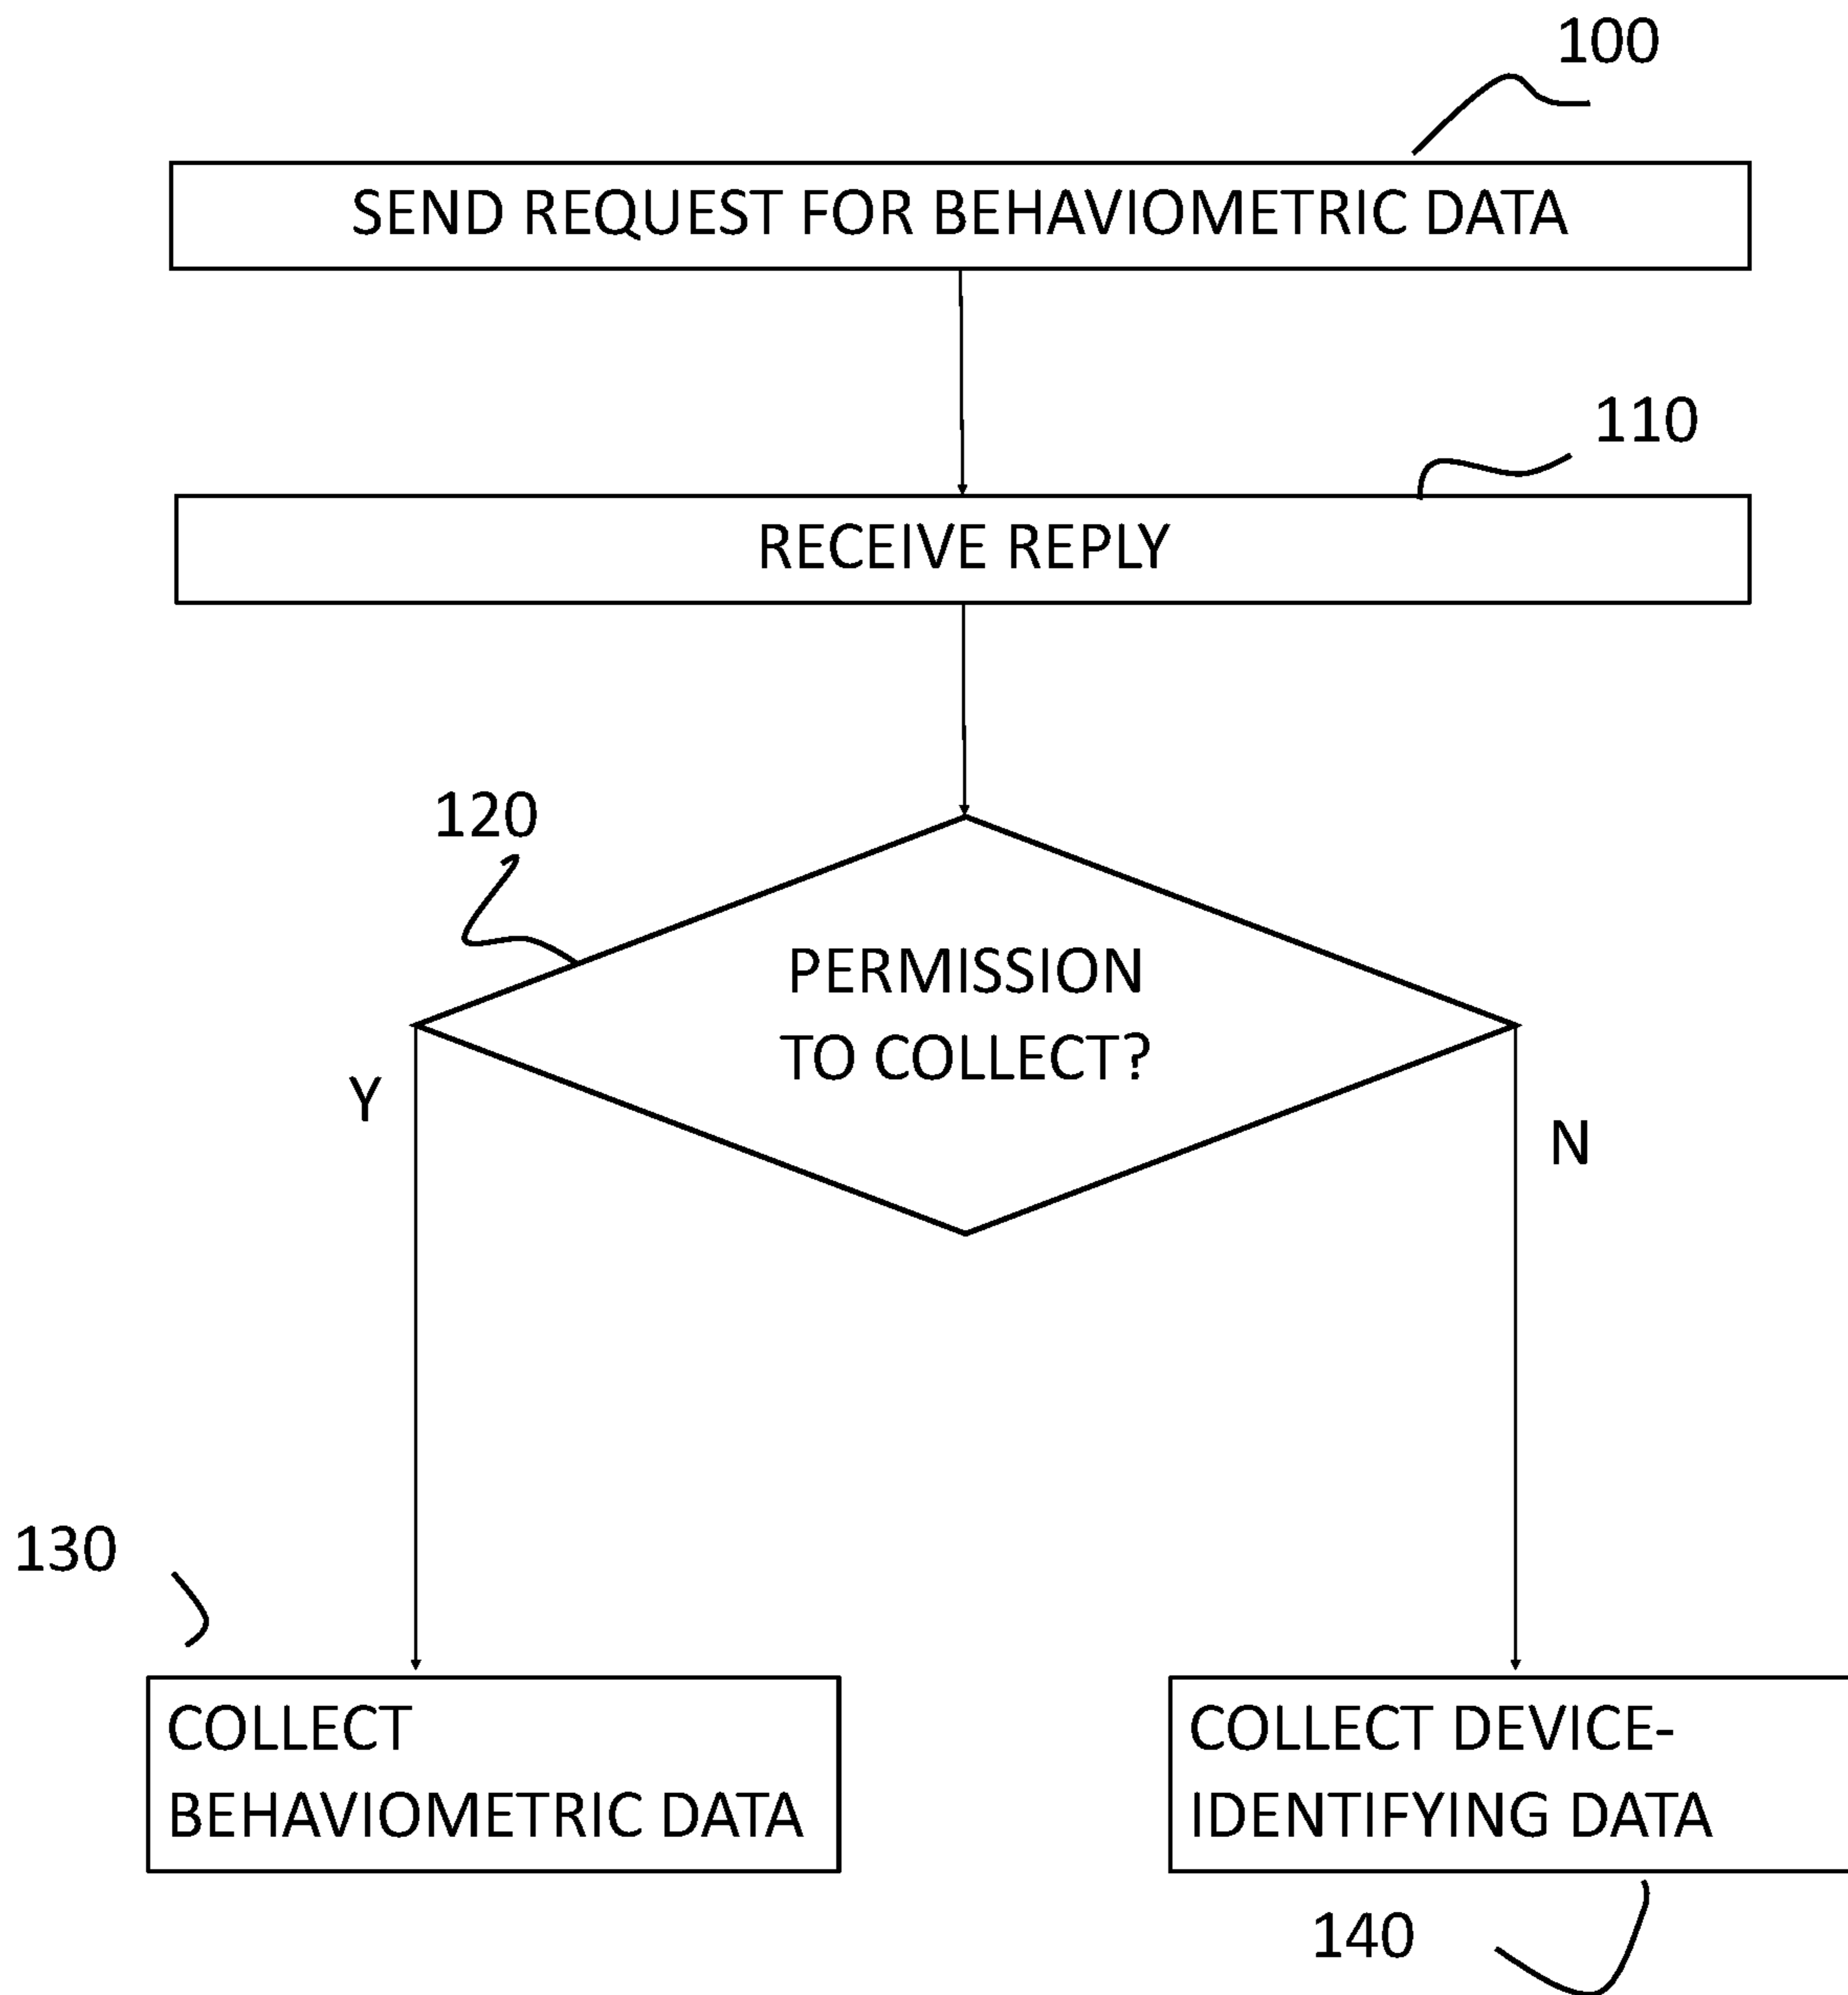 100
SEND REQUEST FOR BEHAVIOMETRIC DATA
110
RECEIVE REPLY
120
PERMISSION
TO COLLECT?
Y
N
130
COLLECT
BEHAVIOMETRIC DATA
COLLECT DEVICE-
IDENTIFYING DATA
140